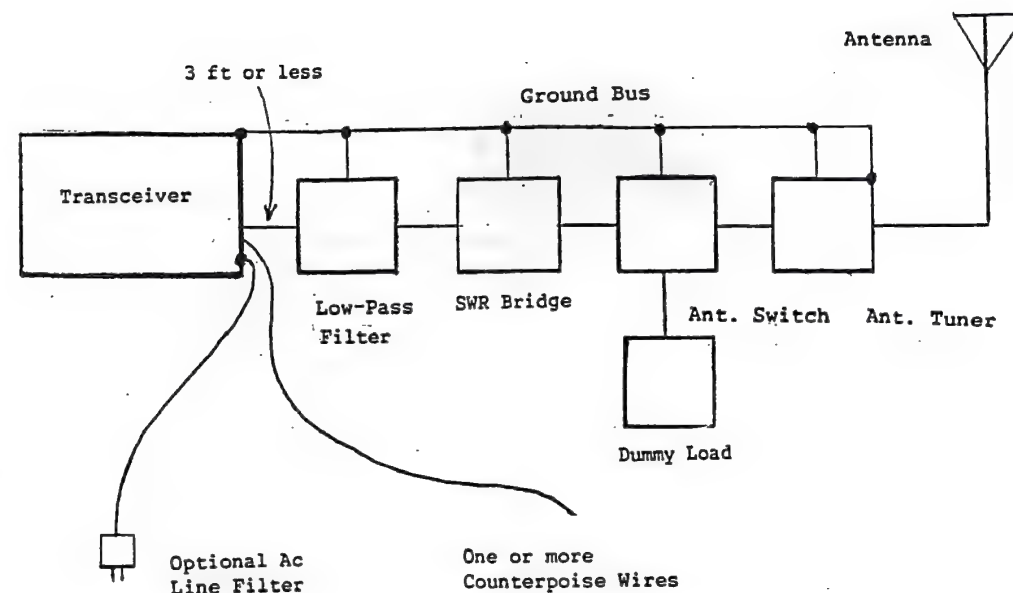 Antenna
3 ft or less
Ground Bus
Transceiver
Low-Pass
Filter
SWR Bridge
Ant. Switch
Ant. Tuner
Dummy Load
Optional Ac
Line Filter
One or more
Counterpoise Wires